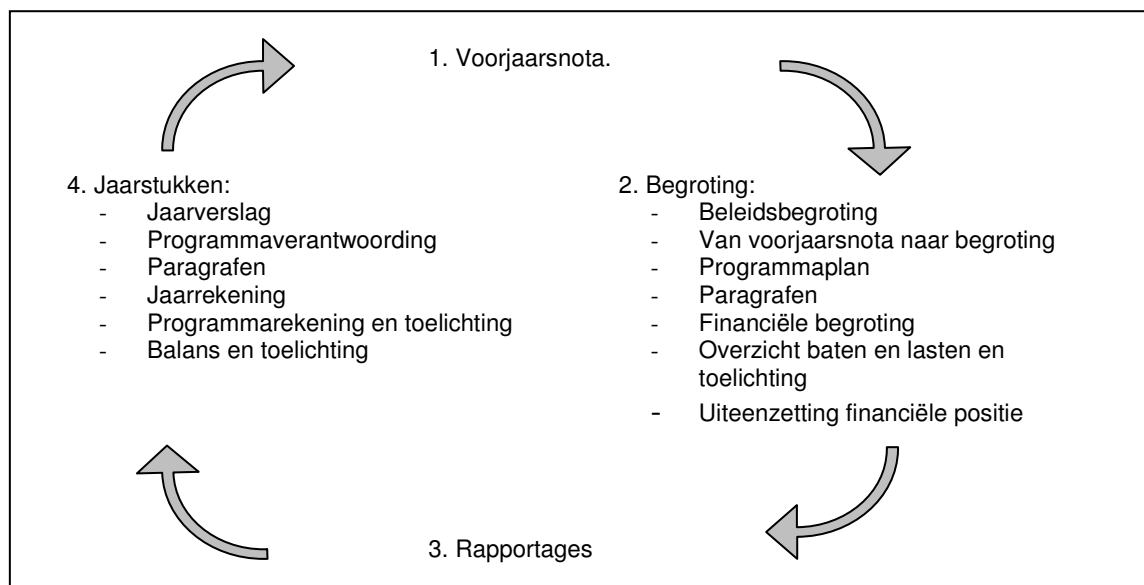 1. Voorjaarsnota.
2. Begroting:
- Beleidsbegroting
- Van voorjaarsnota naar begroting
- Programmaplan
- Paragrafen
- Financiële begroting
- Overzicht baten en lasten en
toelichting
- Uiteenzetting financiële positie
3. Rapportages
4. Jaarstukken:
- Jaarverslag
- Programmaverantwoording
- Paragrafen
- Jaarrekening
- Programmarekening en toelichting
- Balans en toelichting